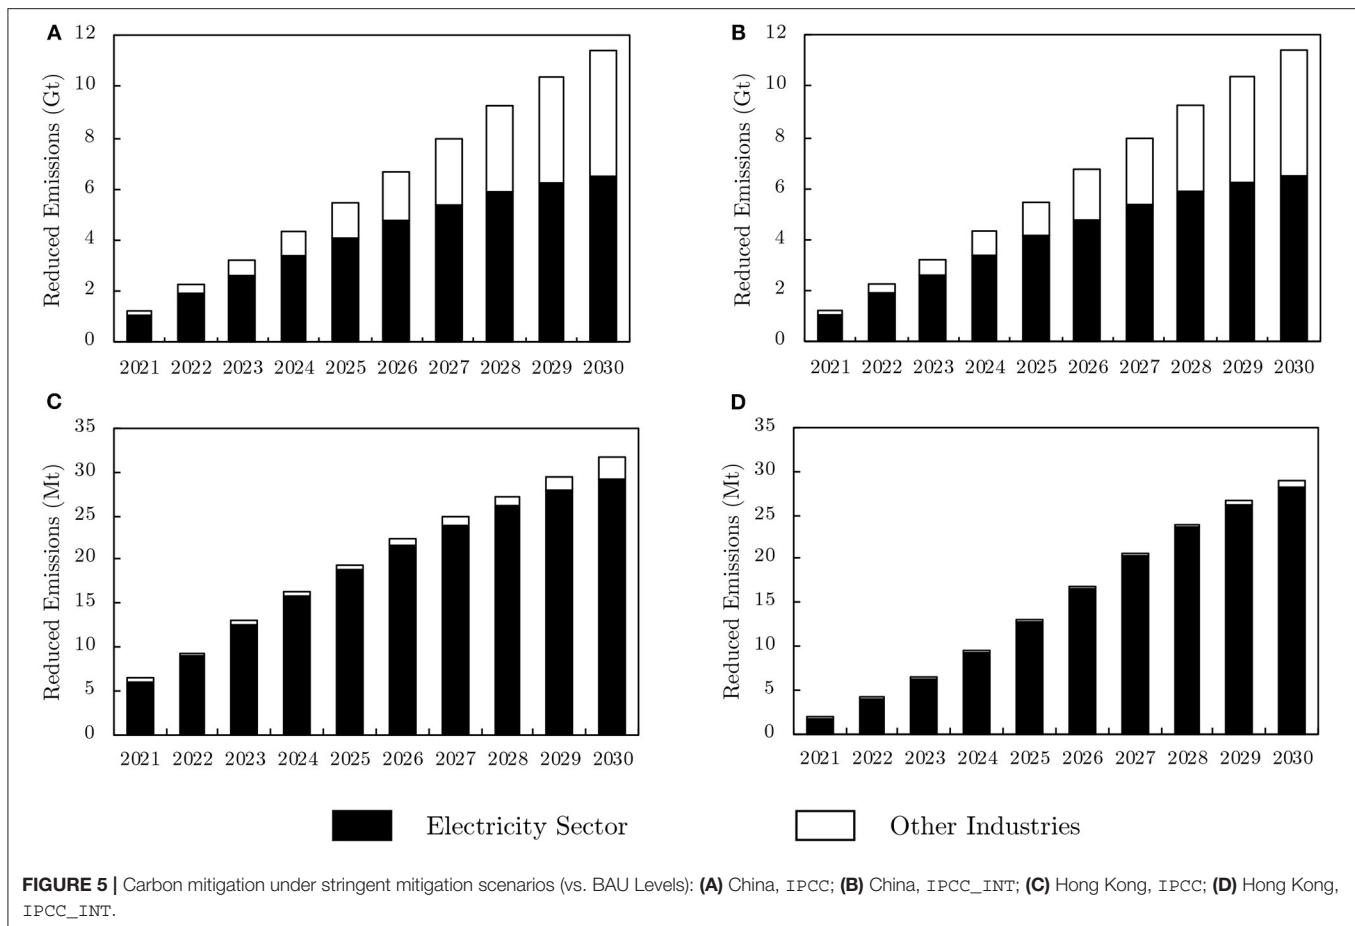 A
Reduced Emissions (Gt)
12
10
8
6
4
2
0
2021 2022 2023 2024 2025 2026 2027 2028 2029 2030
B
Reduced Emissions (Gt)
12
10
8
6
4
2
0
2021 2022 2023 2024 2025 2026 2027 2028 2029 2030
C
Reduced Emissions (Mt)
35
30
25
20
15
10
5
0
2021 2022 2023 2024 2025 2026 2027 2028 2029 2030
D
Reduced Emissions (Mt)
35
30
25
20
15
10
5
0
2021 2022 2023 2024 2025 2026 2027 2028 2029 2030
Electricity Sector
Other Industries
FIGURE 5 | Carbon mitigation under stringent mitigation scenarios (vs. BAU Levels): (A) China, IPCC; (B) China, IPCC_INT; (C) Hong Kong, IPCC; (D) Hong Kong,
IPCC_INT.